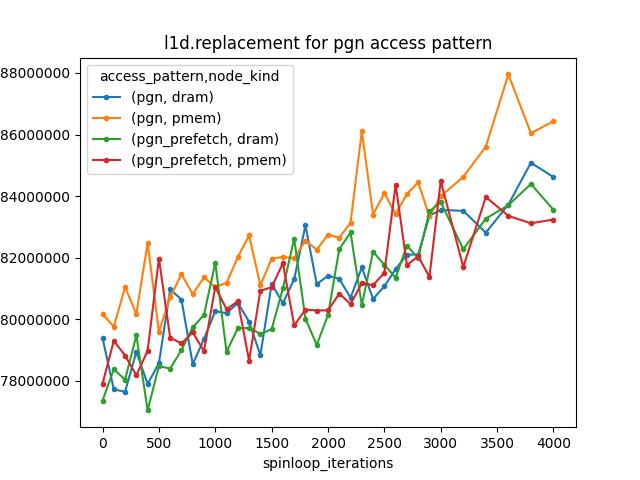 l1d.replacement for pgn access pattern
access_pattern,node_kind
(pgn, dram)
(pgn, pmem)
(pgn_prefetch, dram)
(pgn_prefetch, pmem)
88000000
86000000
84000000
82000000
80000000
78000000
0 500 1000 1500 2000 2500 3000 3500 4000
spinloop_iterations